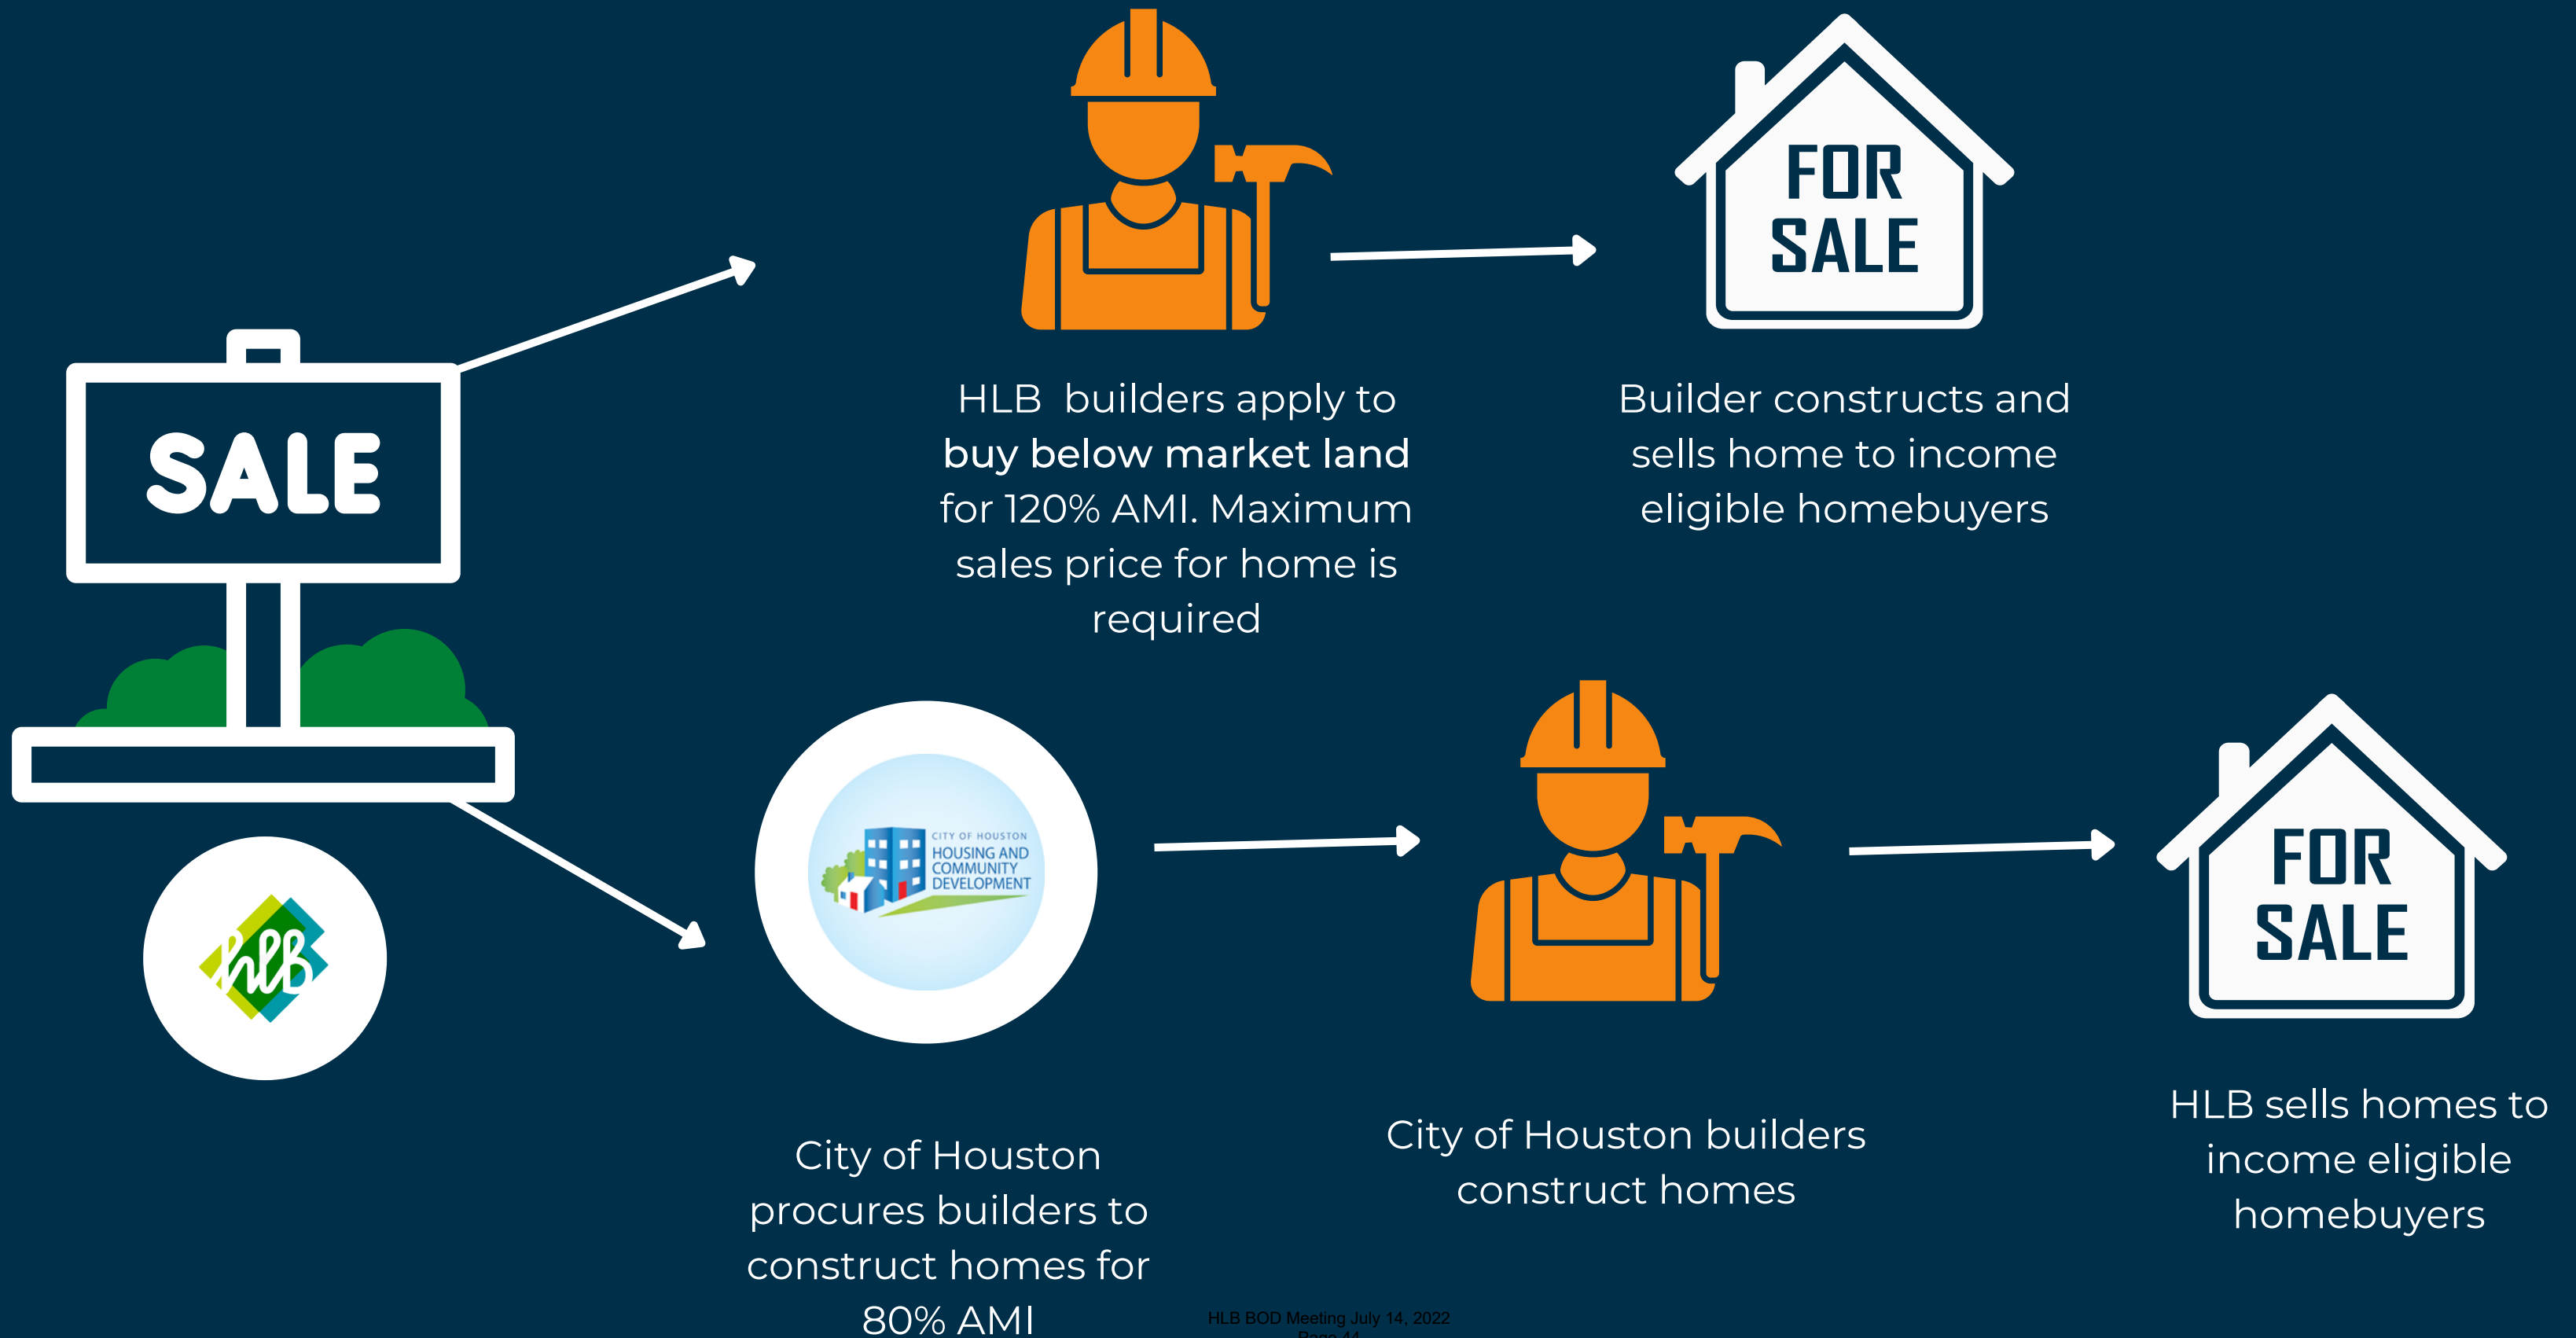 SALE
hlB
HLB builders apply to
buy below market land
for 120% AMI. Maximum
sales price for home is
required
FOR
SALE
Builder constructs and
sells home to income
eligible homebuyers
CITY OF HOUSTON
HOUSING AND
COMMUNITY
DEVELOPMENT
City of Houston
procures builders to
construct homes for
80% AMI
City of Houston builders
construct homes
FOR
SALE
HLB sells homes to
income eligible
homebuyers
HLB BOD Meeting July 14, 2022
Page 44